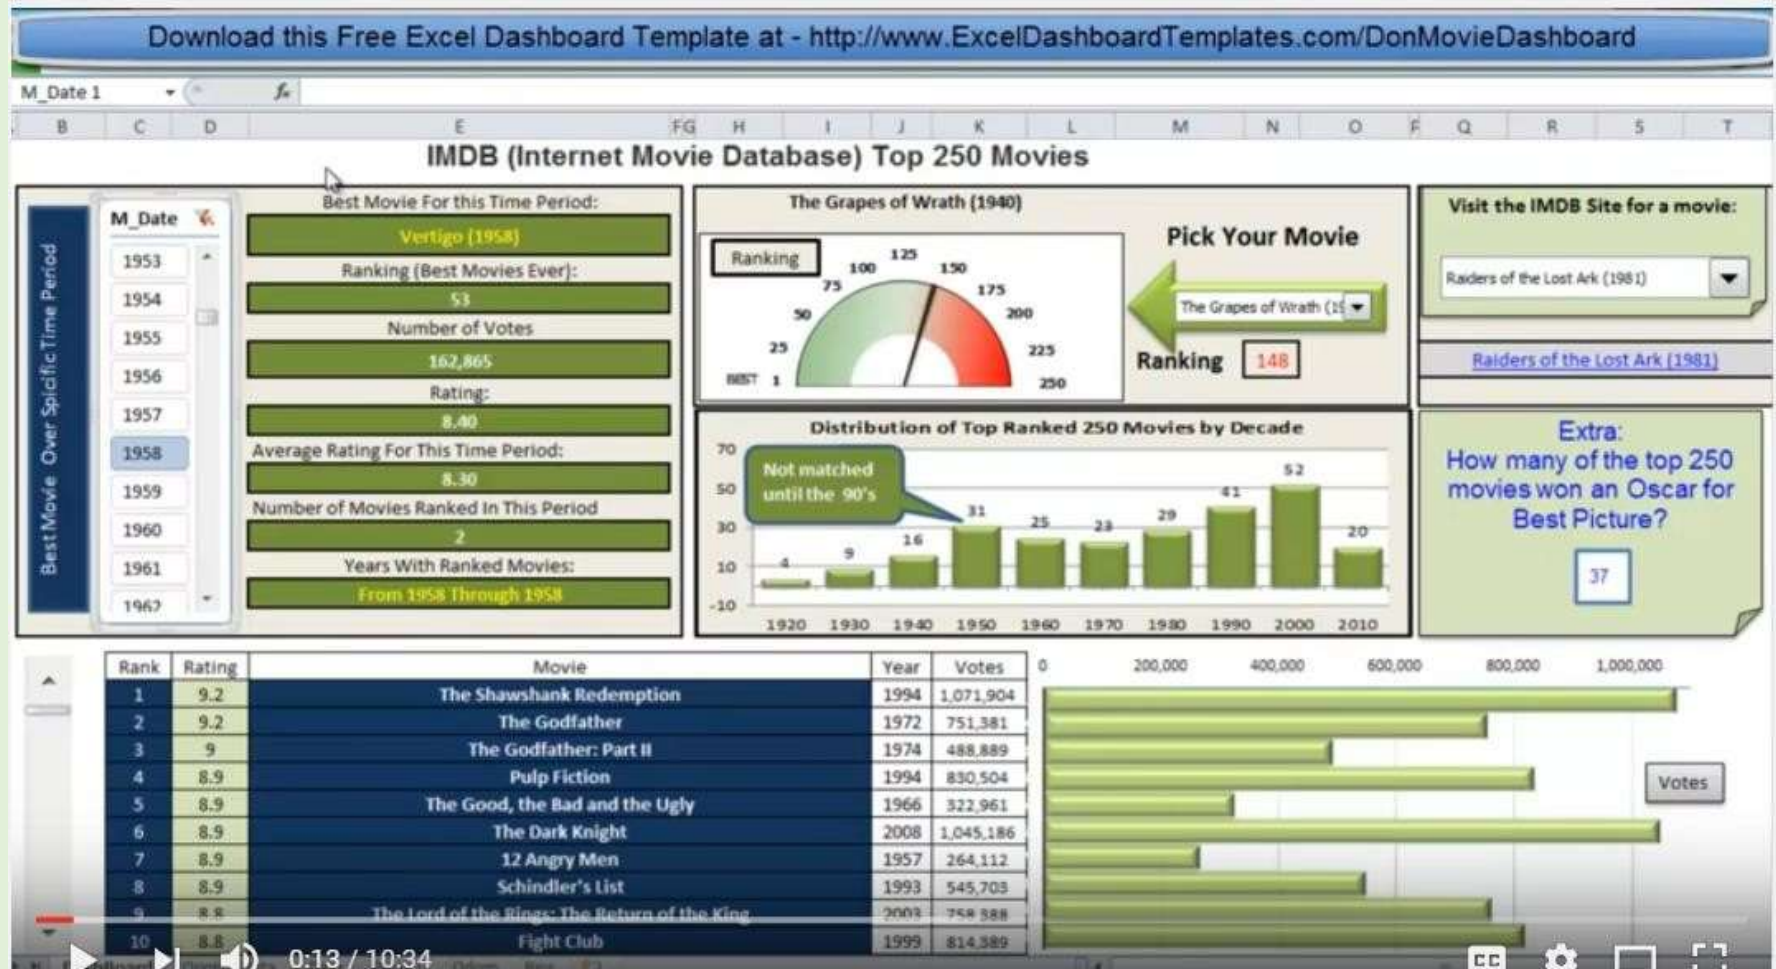 Download this Free Excel Dashboard Template at - http://www.ExcelDashboardTemplates.com/DonMovieDashboard
M_Date 1
fx
B C D E F G H I J K L M N O P Q R S T
IMDB (Internet Movie Database) Top 250 Movies
Best Movie Over Spicific Time Period
M_Date
1953
1954
1955
1956
1957
1958
1959
1960
1961
1962
Best Movie For this Time Period:
Vertigo (1958)
Ranking (Best Movies Ever):
53
Number of Votes
162,865
Rating:
8.40
Average Rating For This Time Period:
8.30
Number of Movies Ranked In This Period
2
Years With Ranked Movies:
From 1958 Through 1958
The Grapes of Wrath (1940)
Ranking
BEST 1 25 50 75 100 125 150 175 200 225 250
Pick Your Movie
The Grapes of Wrath (19
Ranking 148
Visit the IMDB Site for a movie:
Raiders of the Lost Ark (1981)
Raiders of the Lost Ark (1981)
Distribution of Top Ranked 250 Movies by Decade
70
50
30
10
-10
Not matched
until the 90's
4 9 16 31 25 23 29 41 52 20
1920 1930 1940 1950 1960 1970 1980 1990 2000 2010
Extra:
How many of the top 250
movies won an Oscar for
Best Picture?
37
Rank Rating Movie Year Votes
1 9.2 The Shawshank Redemption 1994 1,071,904
2 9.2 The Godfather 1972 751,381
3 9 The Godfather: Part II 1974 488,889
4 8.9 Pulp Fiction 1994 830,504
5 8.9 The Good, the Bad and the Ugly 1966 322,961
6 8.9 The Dark Knight 2008 1,045,186
7 8.9 12 Angry Men 1957 264,112
8 8.9 Schindler's List 1993 545,703
9 8.8 The Lord of the Rings: The Return of the King 2003 758,388
10 8.8 Fight Club 1999 814,389
0 200,000 400,000 600,000 800,000 1,000,000
Votes
0:13 / 10:34
CC